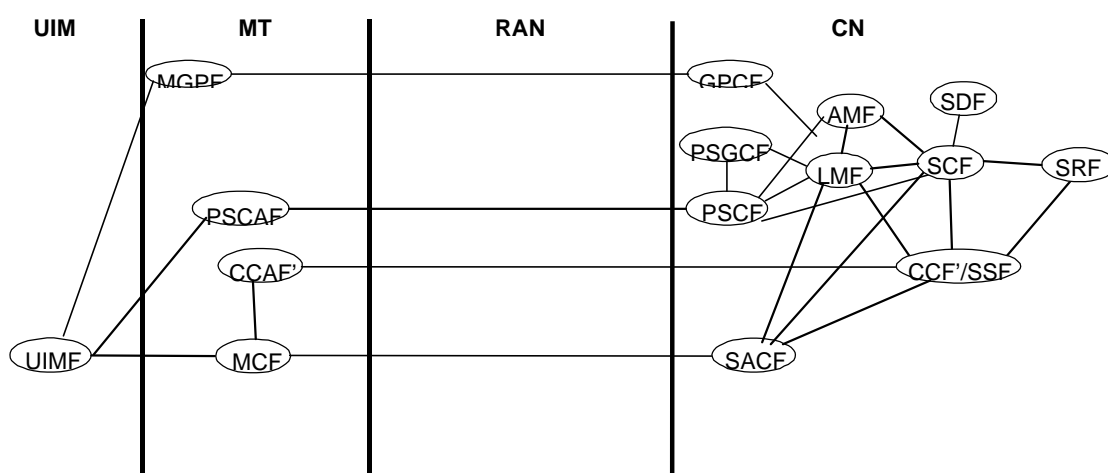 UIM MT RAN CN
MGPF GPCF
SDF
AMF
PSGCF
SCF
LMF SRF
PSCAF PSCF
CCAF' CCF'/SSF
UIMF MCF SACF